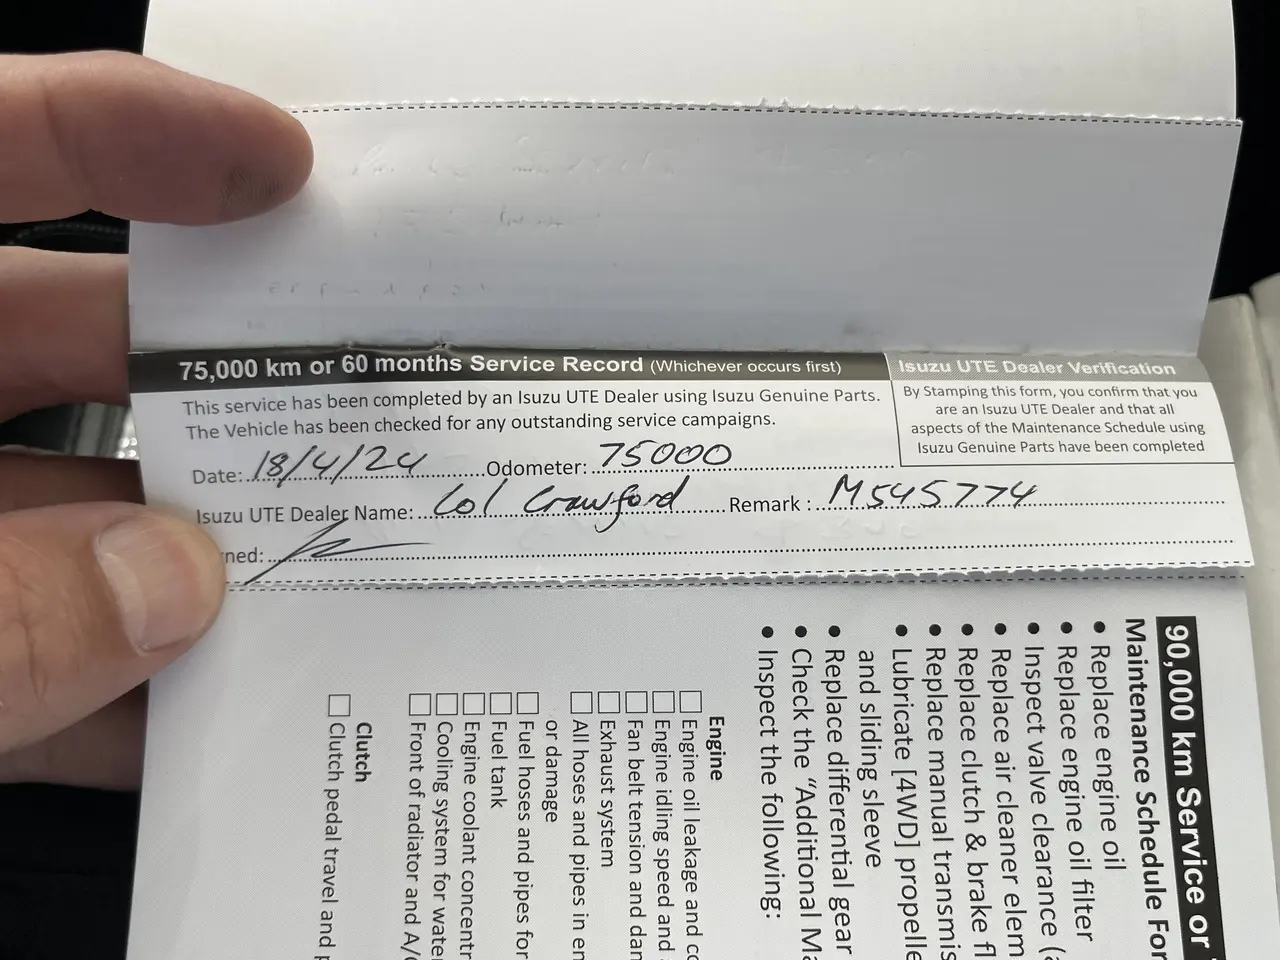 75,000 km or 60 months Service Record (Whichever occurs first)
Isuzu UTE Dealer Verification
This service has been completed by an Isuzu UTE Dealer using Isuzu Genuine Parts.
The Vehicle has been checked for any outstanding service campaigns.
By Stamping this form, you confirm that you
are an Isuzu UTE Dealer and that all
aspects of the Maintenance Schedule using
Isuzu Genuine Parts have been completed
Date: 18/4/24 Odometer: 75000
Isuzu UTE Dealer Name: Col Crawford Remark : M545774
ned:
90,000 km Service or
Maintenance Schedule For
• Replace engine oil
• Replace engine oil filter
• Inspect valve clearance
• Replace air cleaner elem
• Replace clutch & brake fl
• Replace manual transmis
• Lubricate [4WD] propelle
and sliding sleeve
• Replace differential gear
• Check the "Additional Ma
• Inspect the following:
Engine
Engine oil leakage and co
Engine idling speed and
Fan belt tension and dam
Exhaust system
All hoses and pipes in en
or damage
Fuel hoses and pipes for
Fuel tank
Engine coolant concentr
Cooling system for water
Front of radiator and A/C
Clutch
Clutch pedal travel and